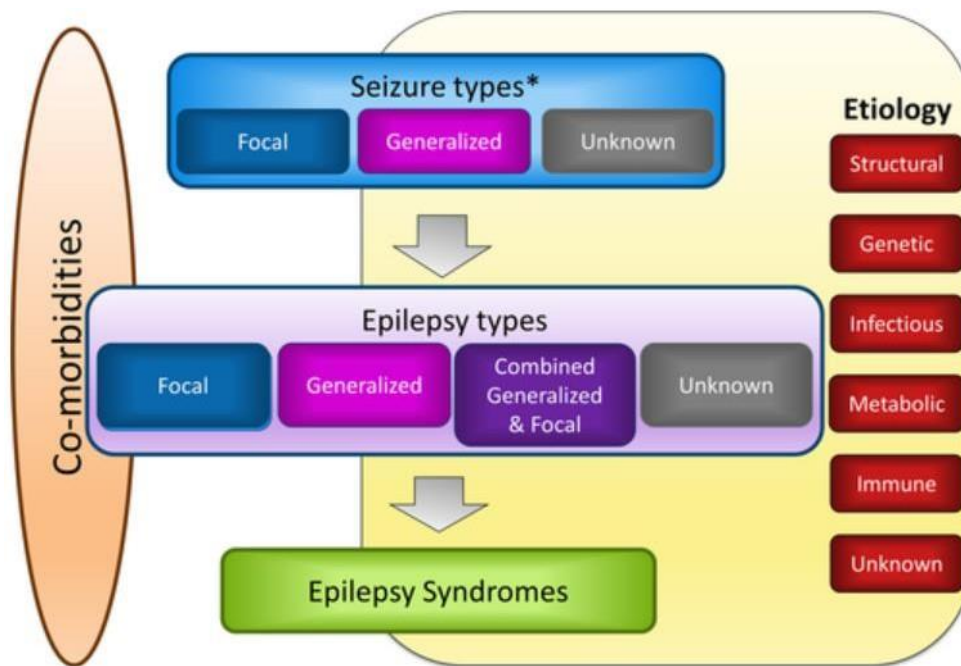 Co-morbidities
Seizure types*
Focal
Generalized
Unknown
Epilepsy types
Focal
Generalized
Combined
Generalized
& Focal
Unknown
Epilepsy Syndromes
Etiology
Structural
Genetic
Infectious
Metabolic
Immune
Unknown